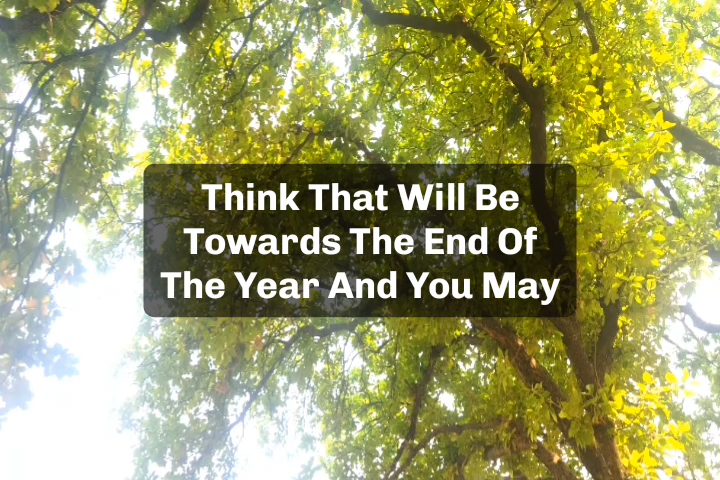 Think That Will Be
Towards The End Of
The Year And You May